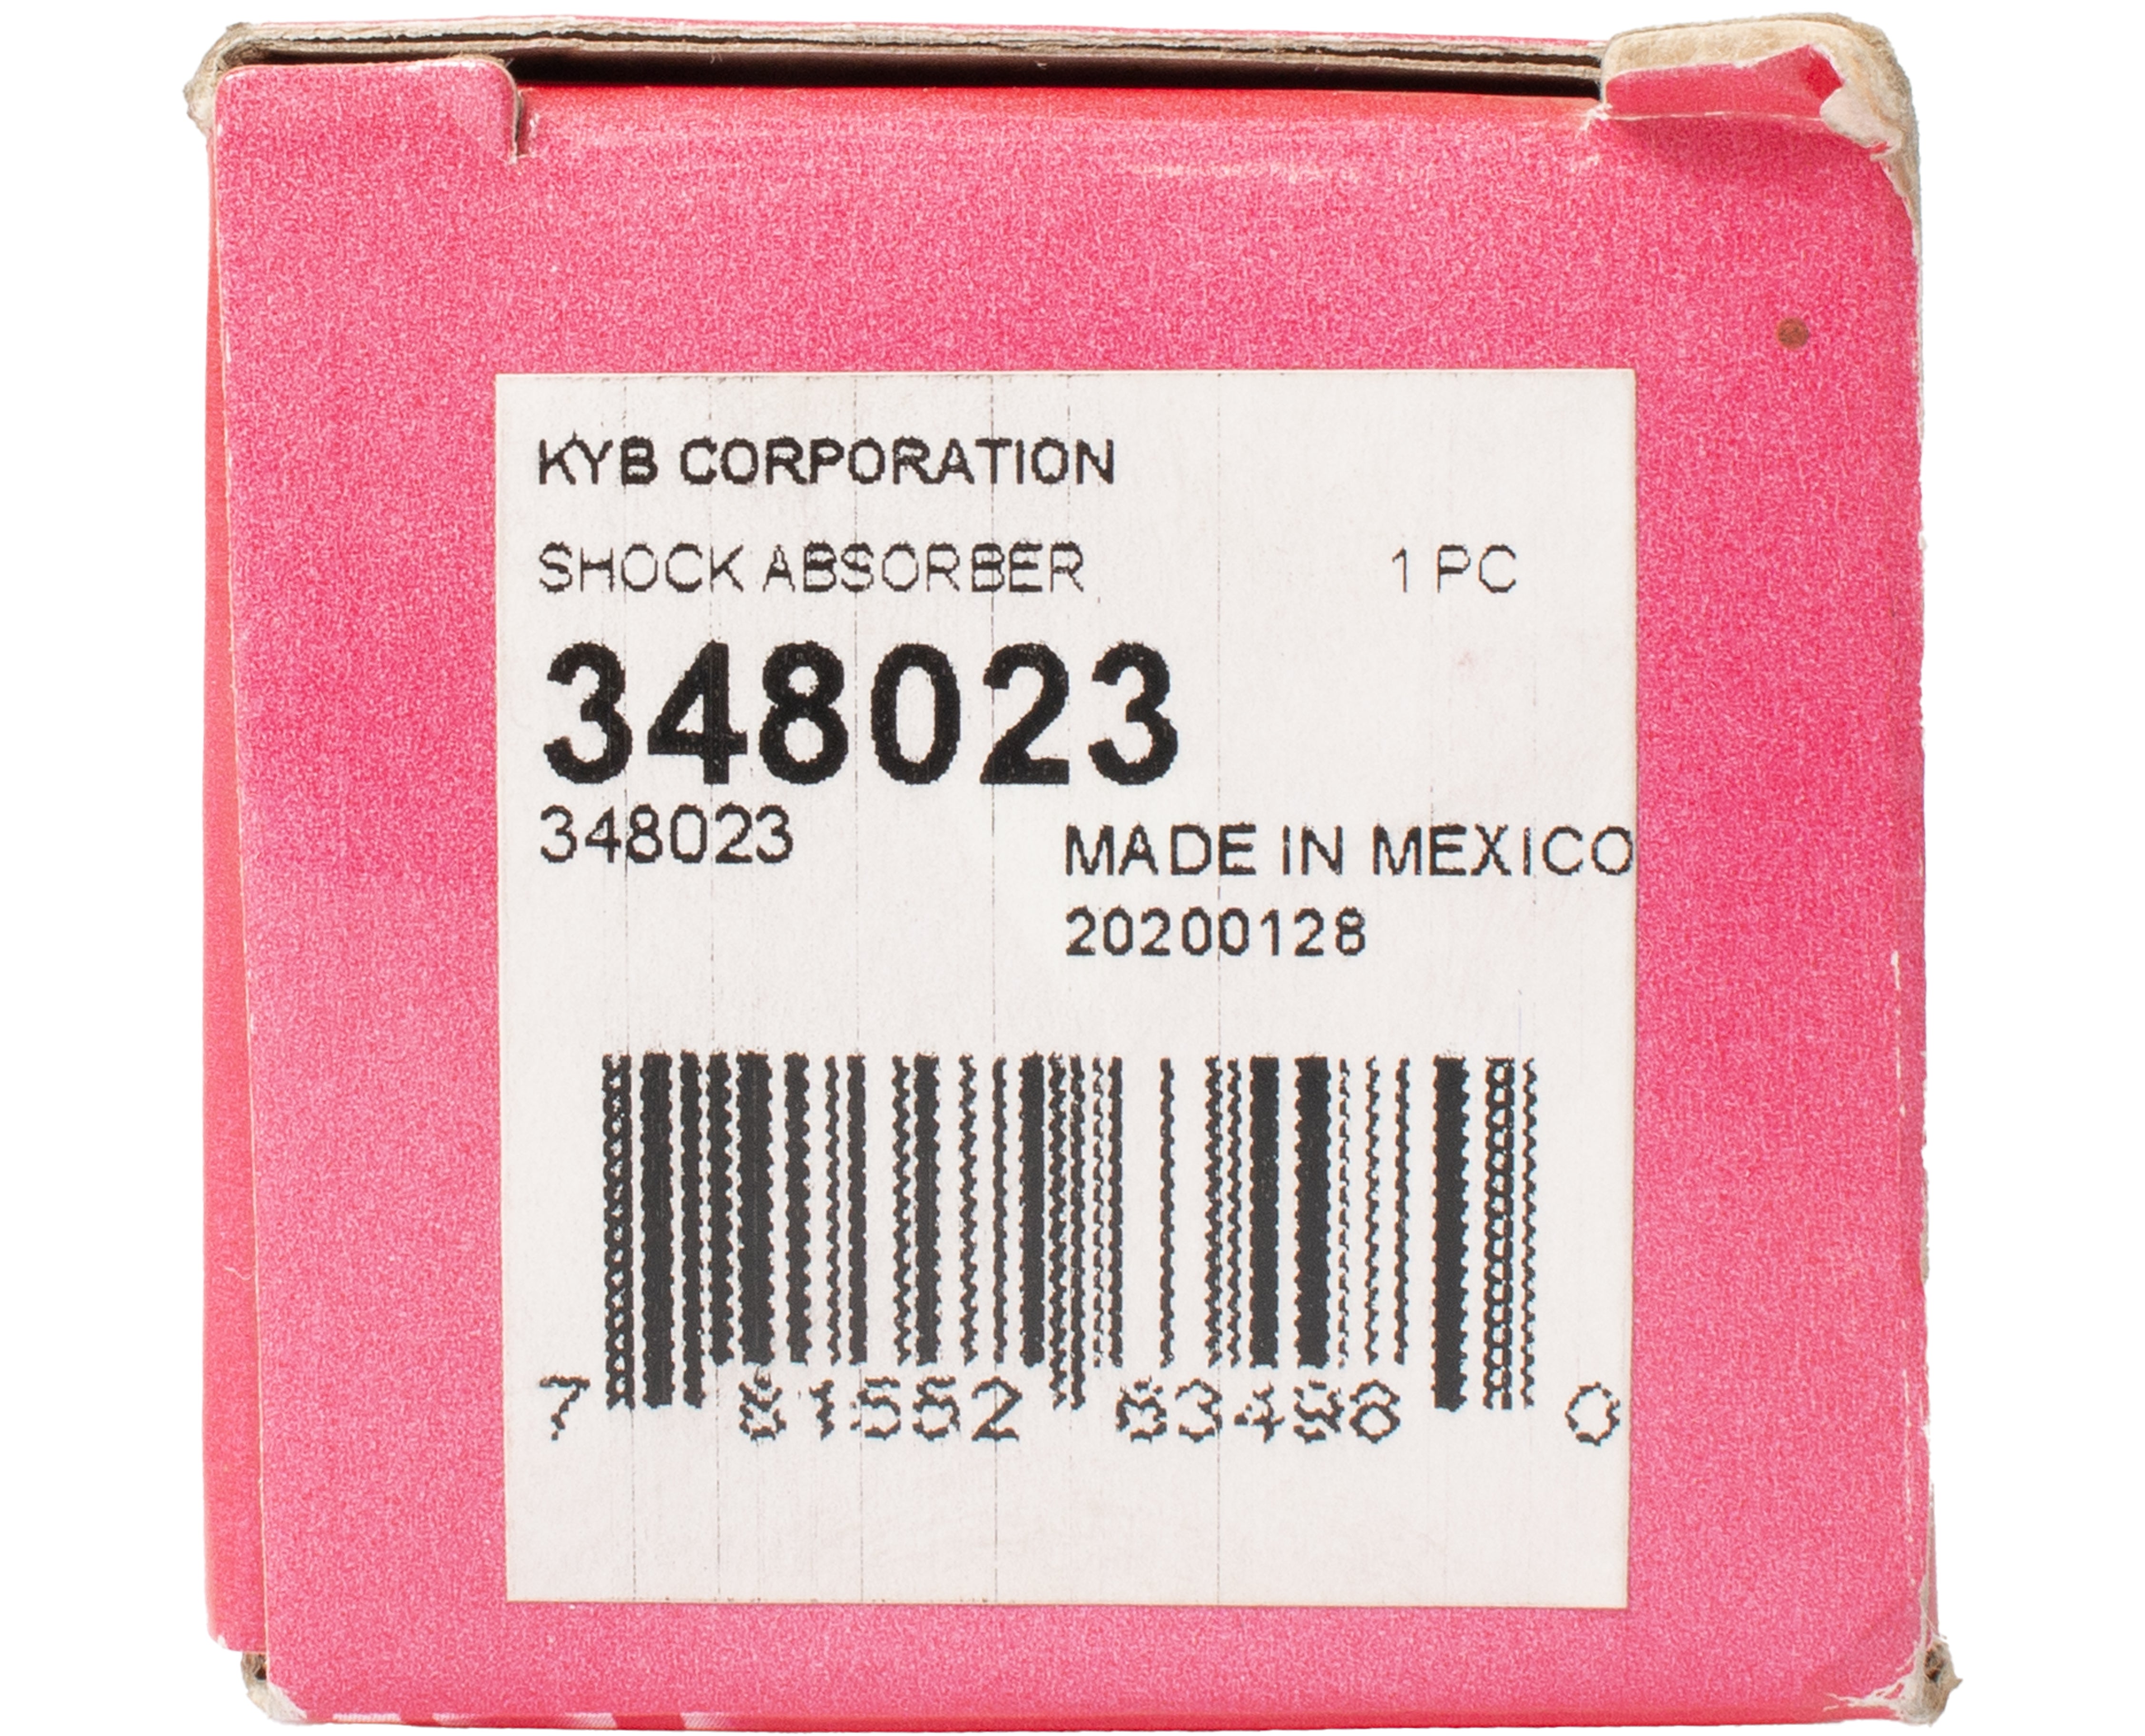 KYB CORPORATION
SHOCK ABSORBER 1 PC
348023
348023
MADE IN MEXICO
20200128
7 81552 63498 0